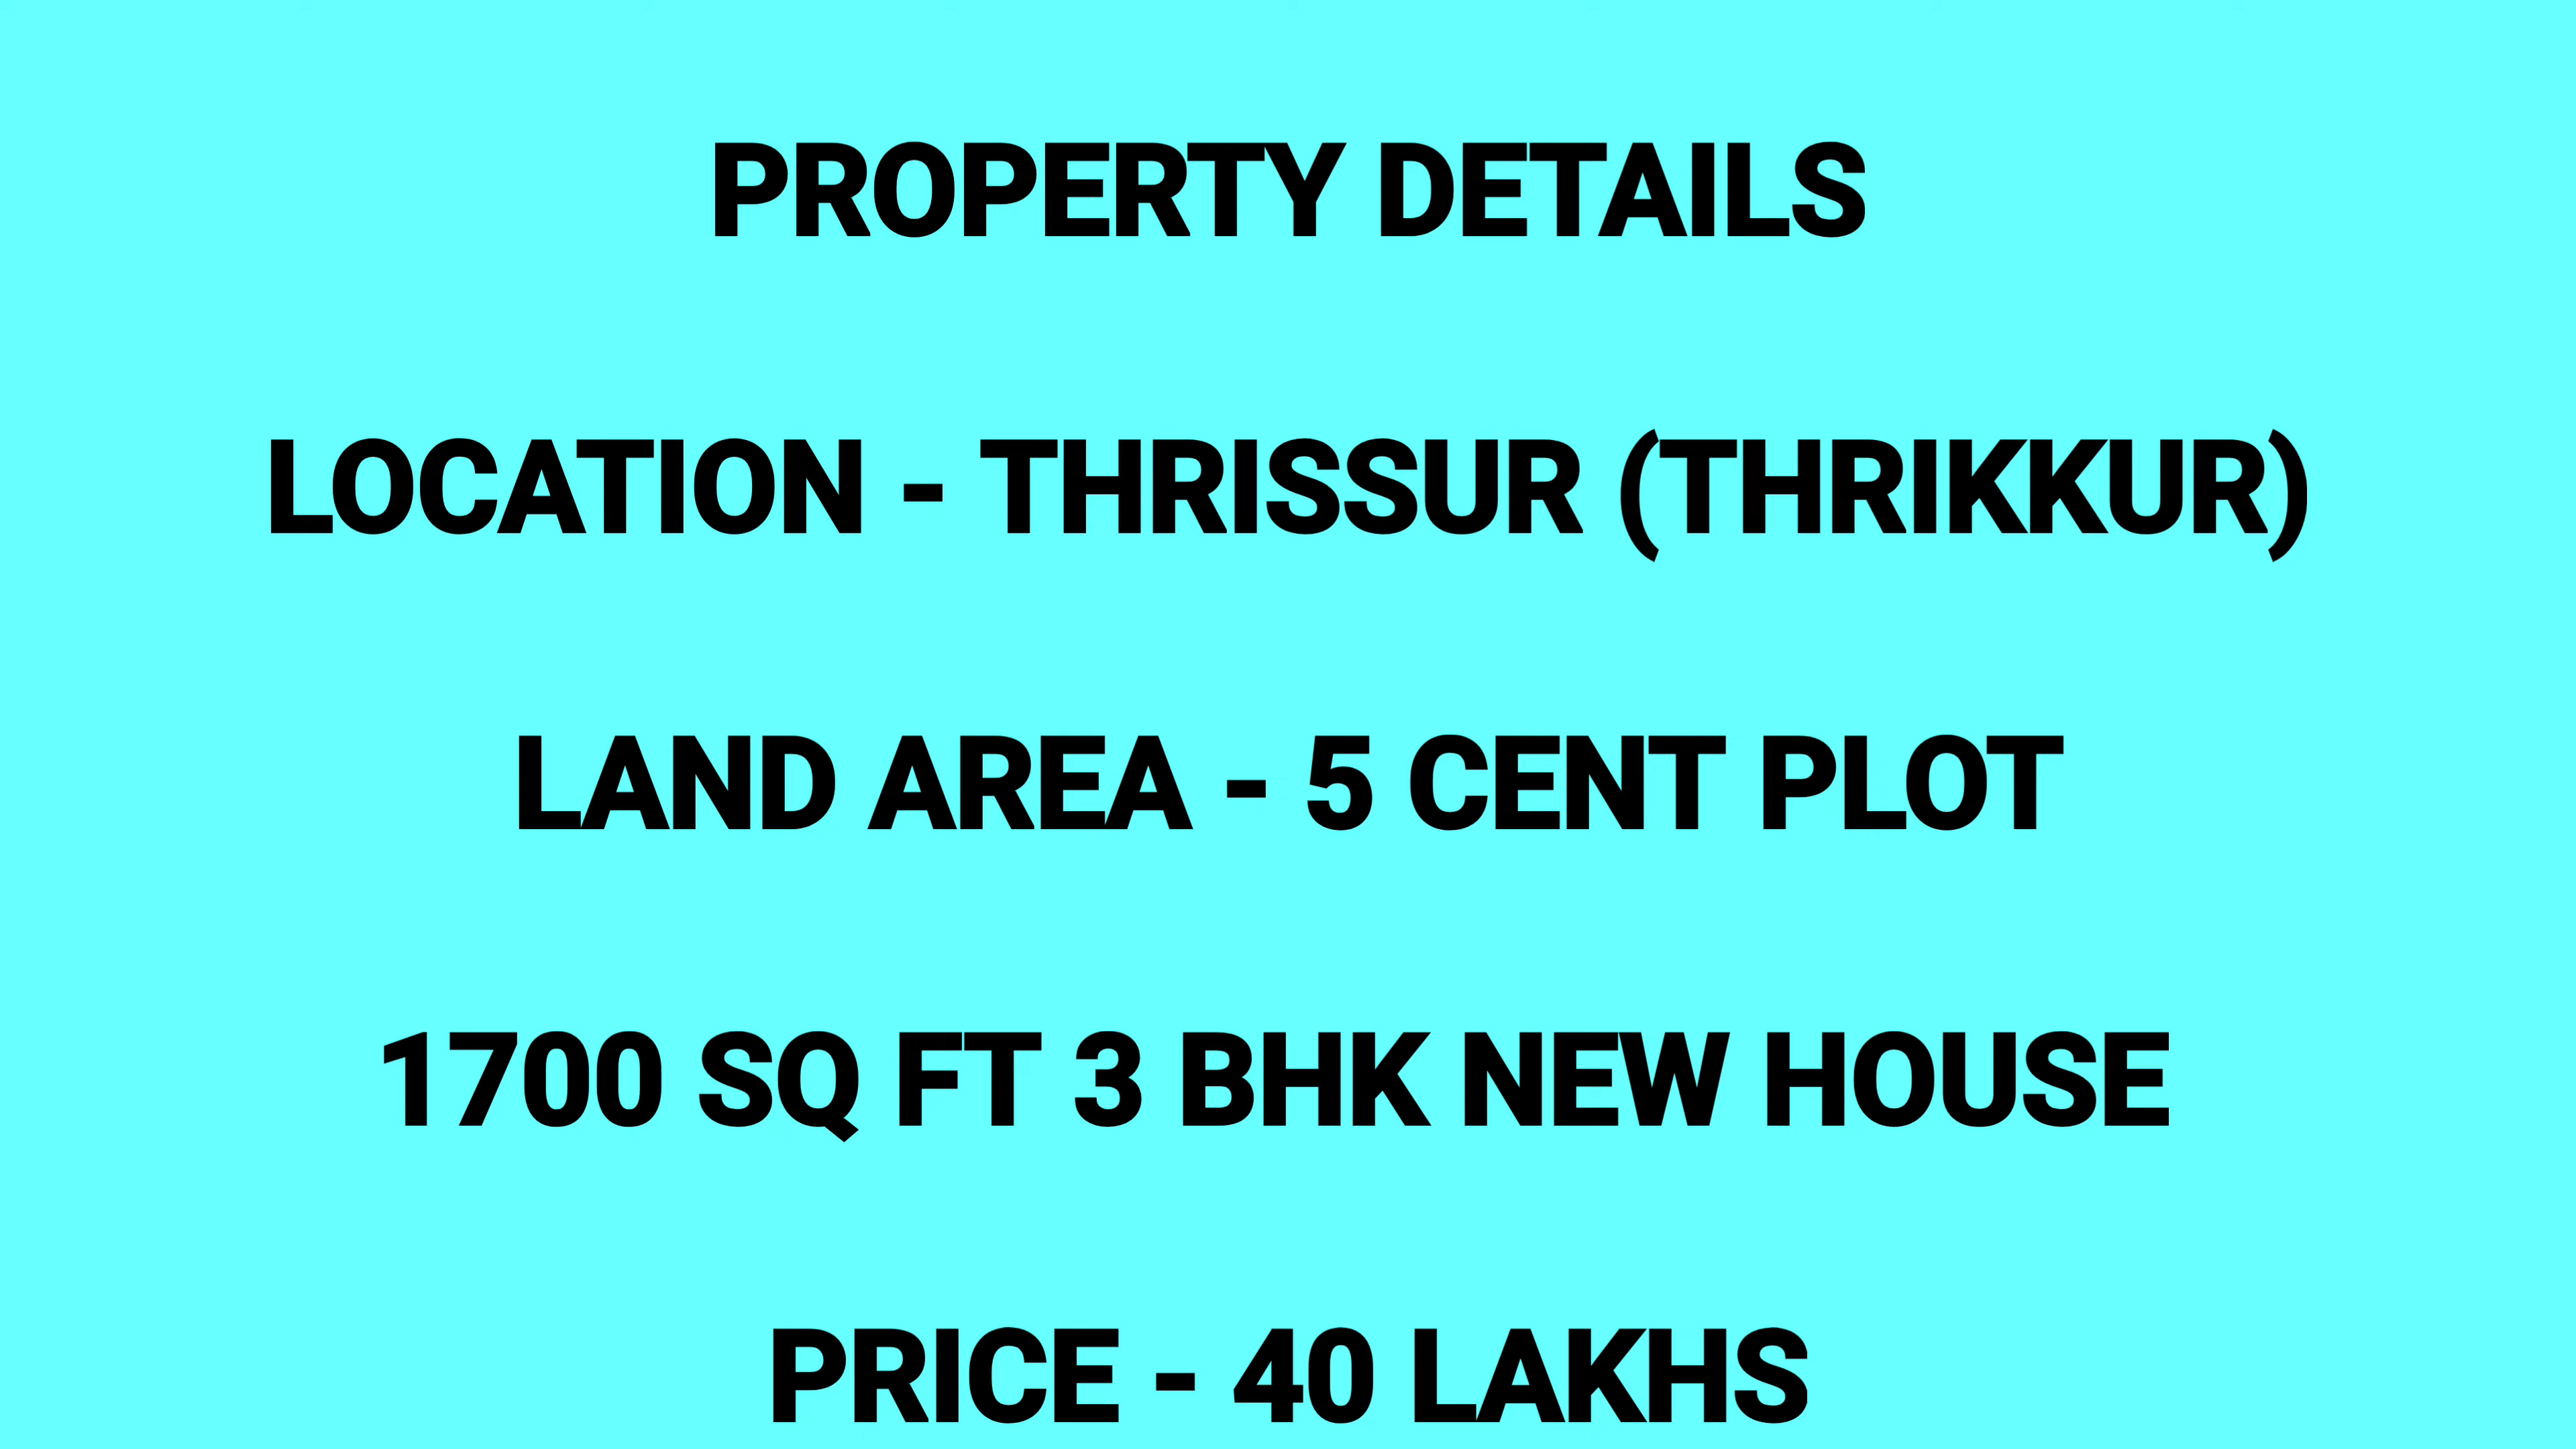 PROPERTY DETAILS
LOCATION - THRISSUR (THRIKKUR)
LAND AREA - 5 CENT PLOT
1700 SQ FT 3 BHK NEW HOUSE
PRICE - 40 LAKHS